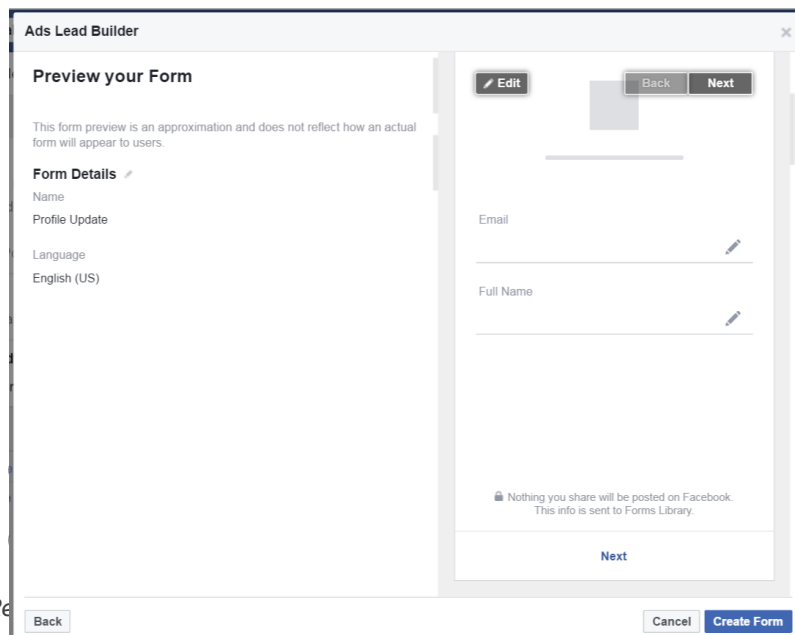 Ads Lead Builder
Preview your Form
This form preview is an approximation and does not reflect how an actual
form will appear to users.
Form Details
Name
Profile Update
Language
English (US)
Edit
Back
Next
Email
Full Name
Nothing you share will be posted on Facebook.
This info is sent to Forms Library.
Next
Back
Cancel
Create Form